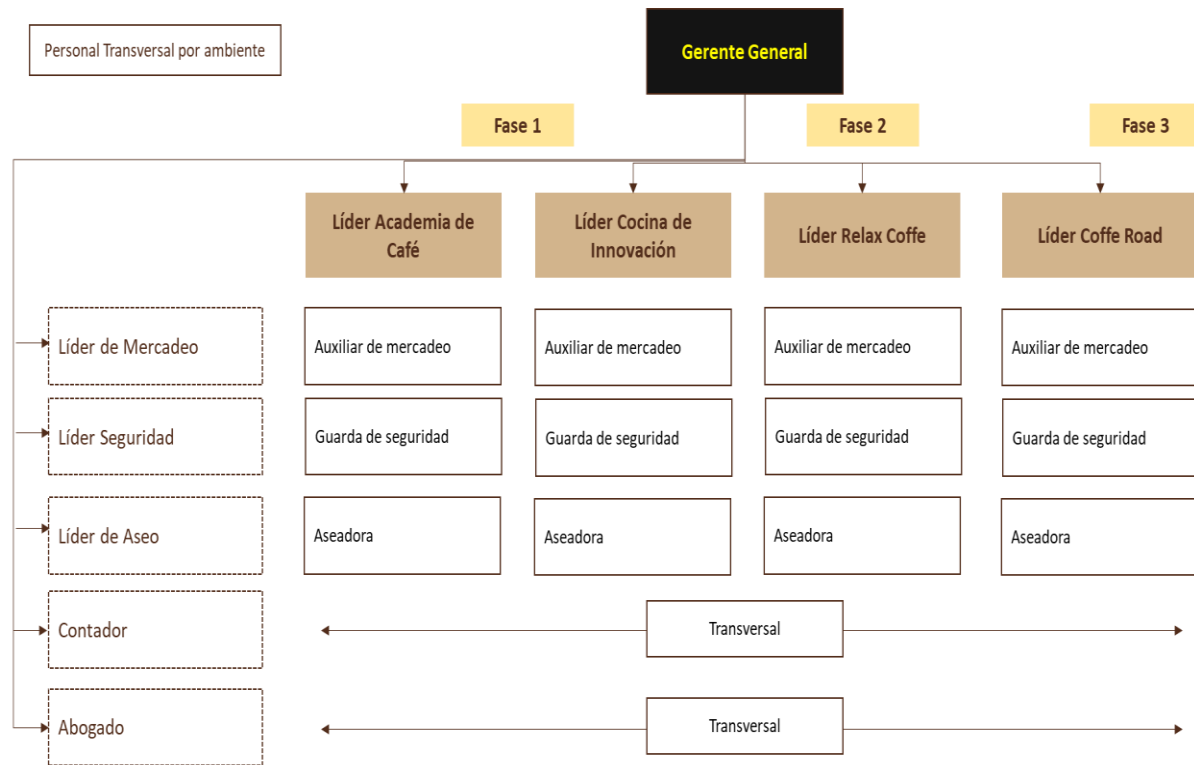 Personal Transversal por ambiente
Gerente General
Fase 1
Fase 2
Fase 3
Líder Academia de
Café
Líder Cocina de
Innovación
Líder Relax Coffe
Líder Coffe Road
Líder de Mercadeo
Auxiliar de mercadeo
Auxiliar de mercadeo
Auxiliar de mercadeo
Auxiliar de mercadeo
Líder Seguridad
Guarda de seguridad
Guarda de seguridad
Guarda de seguridad
Guarda de seguridad
Líder de Aseo
Aseadora
Aseadora
Aseadora
Aseadora
Contador
Transversal
Abogado
Transversal